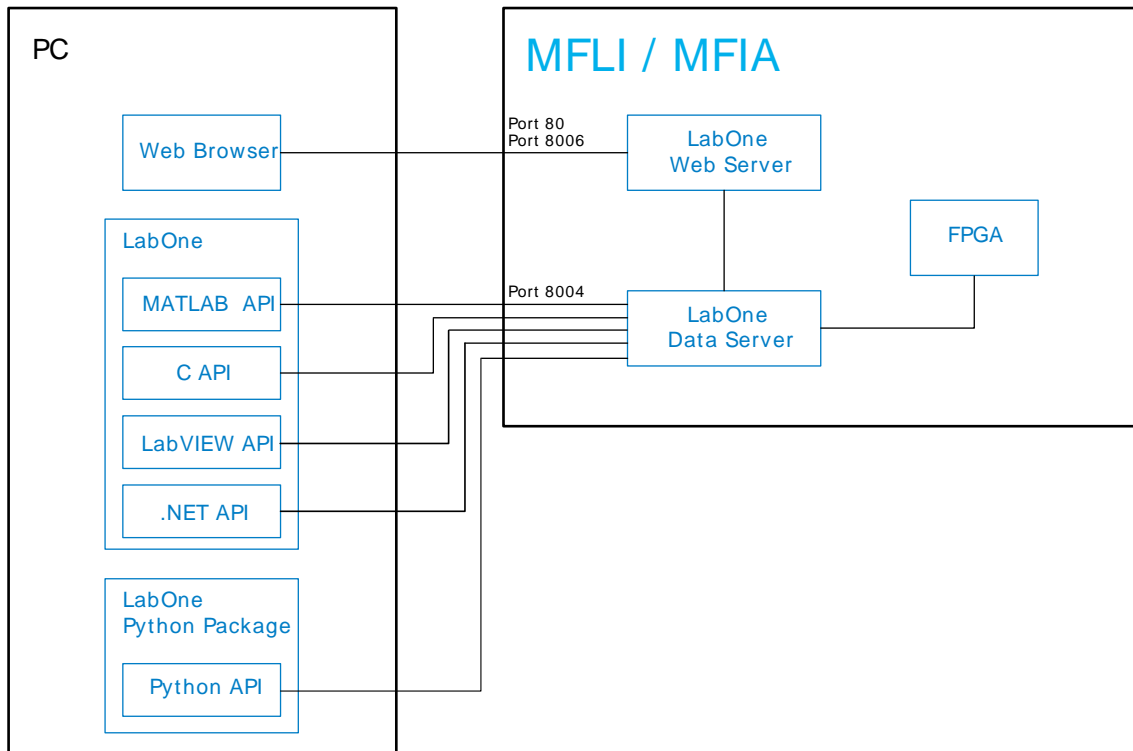 PC
MFLI / MFIA
Port 80
Port 8006
Web Browser
LabOne
Web Server
LabOne
FPGA
MATLAB API
Port 8004
LabOne
Data Server
C API
LabVIEW API
.NET API
LabOne
Python Package
Python API